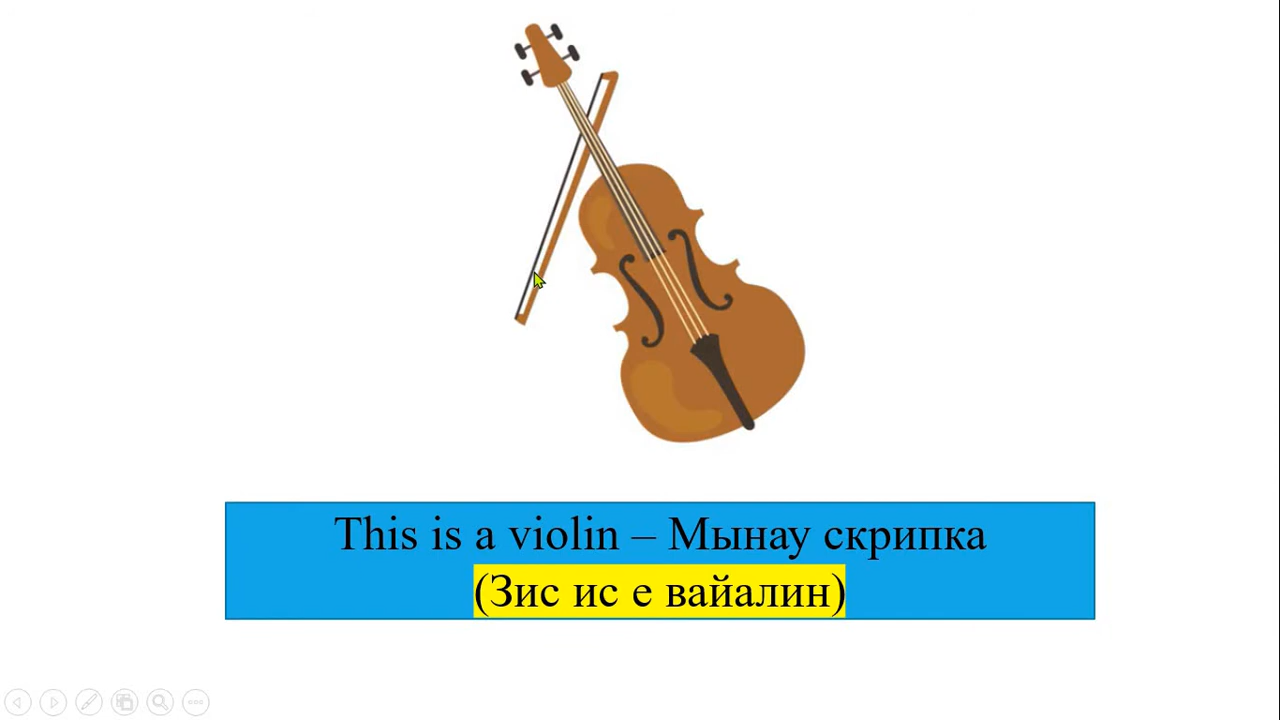 This is a violin – Мынау скрипка
(Зис ис е вайалин)